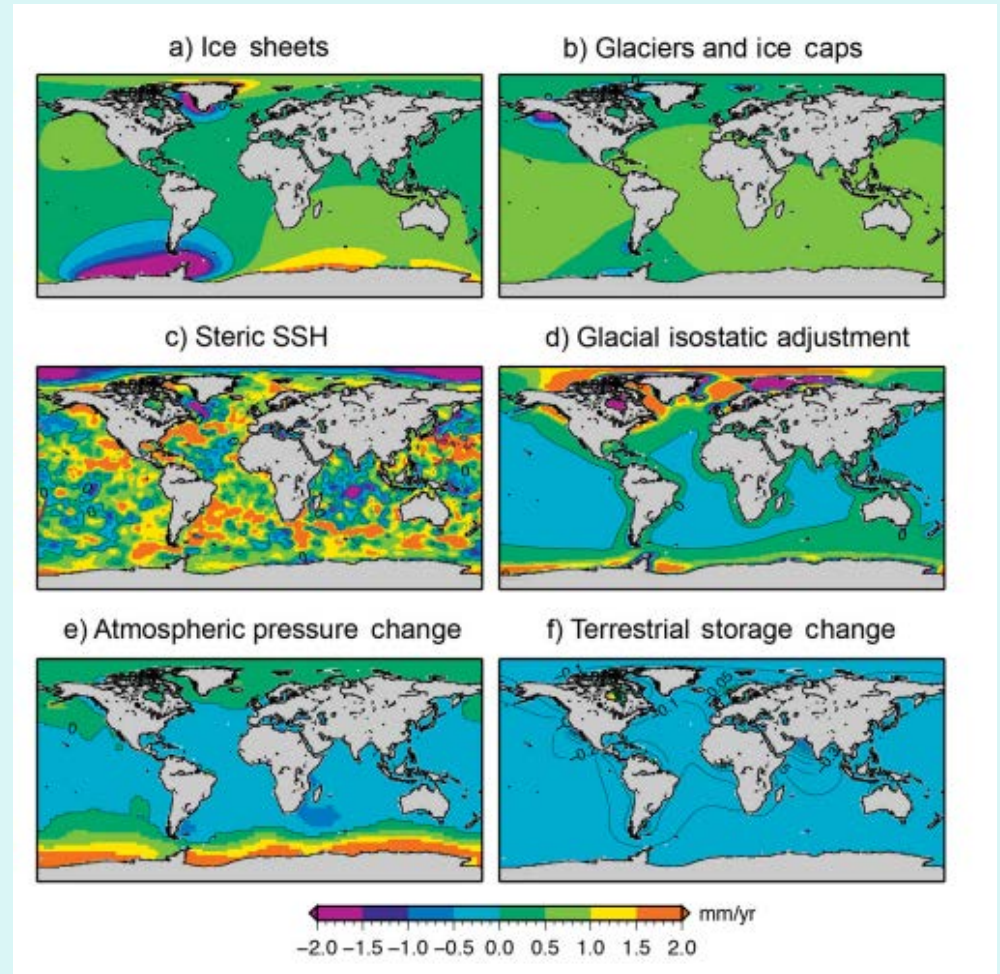 a) Ice sheets
b) Glaciers and ice caps
c) Steric SSH
d) Glacial isostatic adjustment
e) Atmospheric pressure change
f) Terrestrial storage change
mm/yr
−2.0 −1.5 −1.0 −0.5 0.0 0.5 1.0 1.5 2.0